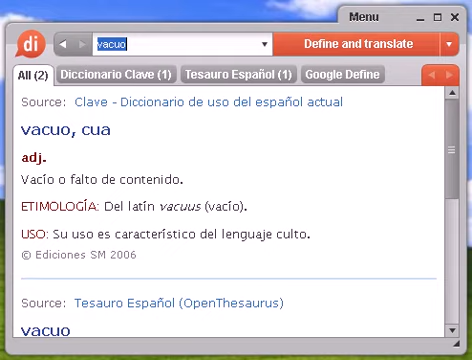 Menu
di
vacuo
Define and translate
All (2)
Diccionario Clave (1)
Tesauro Español (1)
Google Define
Source: Clave - Diccionario de uso del español actual
vacuo, cua
adj.
Vacío o falto de contenido.
ETIMOLOGÍA: Del latín vacuus (vacío).
USO: Su uso es característico del lenguaje culto.
© Ediciones SM 2006
Source: Tesauro Español (OpenThesaurus)
vacuo